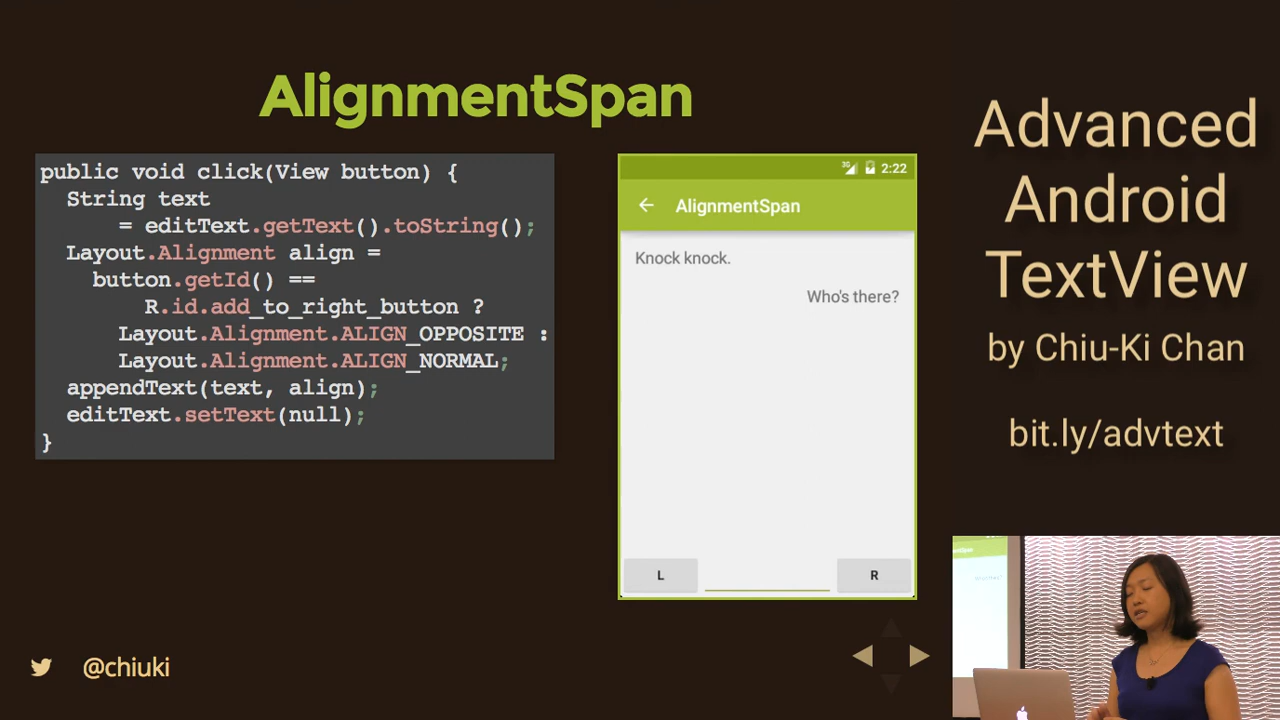 AlignmentSpan
public void click(View button) {
String text
= editText.getText().toString();
Layout.Alignment align =
button.getId() ==
R.id.add_to_right_button ?
Layout.Alignment.ALIGN_OPPOSITE :
Layout.Alignment.ALIGN_NORMAL;
appendText(text, align);
editText.setText(null);
}
3G 2:22
AlignmentSpan
Knock knock.
Who's there?
L
R
@chiuki
Advanced
Android
TextView
by Chiu-Ki Chan
bit.ly/advtext